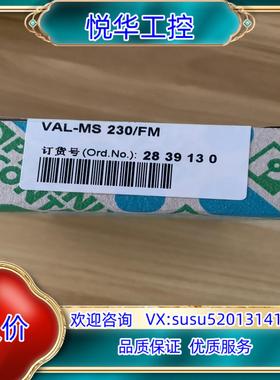 悦华工控
VAL-MS 230/FM
订货号(Ord.No.): 28 39 13 0
价
欢迎咨询 VX:susu52013141
品质保证 优质服务